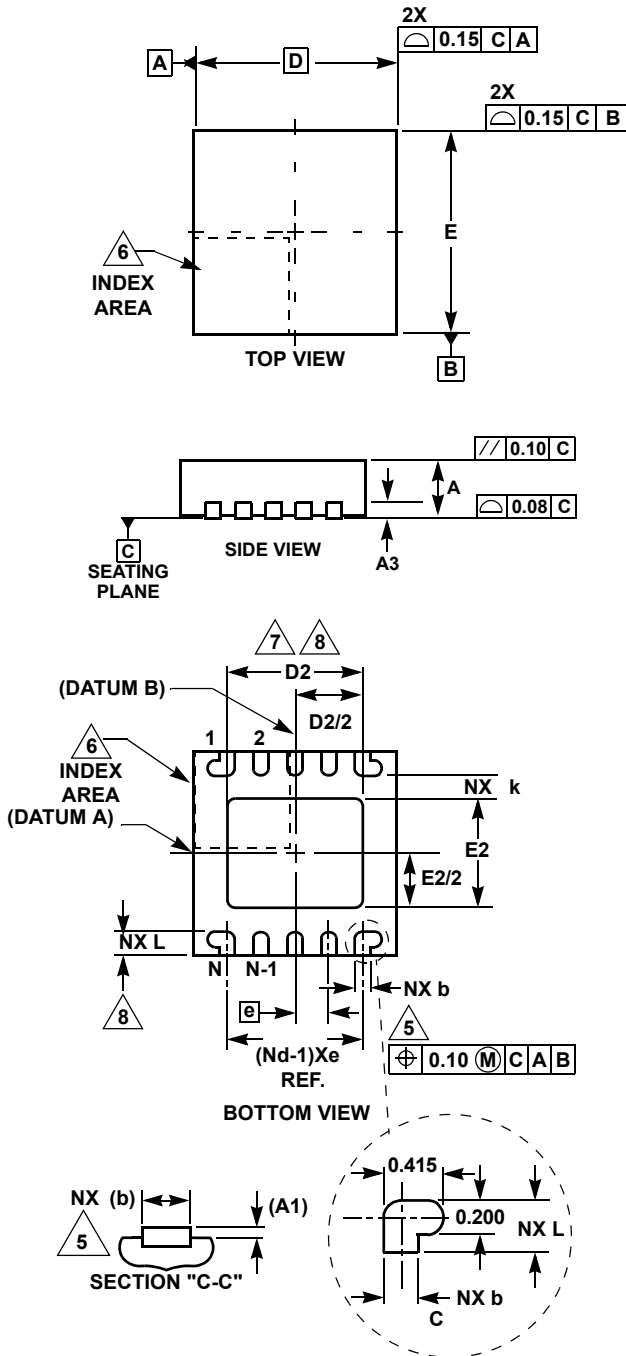 2X
0.15 C A
A
D
2X
0.15 C B
6
INDEX
AREA
E
TOP VIEW
B
// 0.10 C
A
0.08 C
C
SEATING
PLANE
SIDE VIEW
A3
7 8
D2
(DATUM B)
D2/2
6
INDEX
AREA
(DATUM A)
1 2
NX k
E2
E2/2
NX L
N N-1
8
NX b
e
5
(Nd-1)Xe
REF.
0.10 M C A B
BOTTOM VIEW
NX (b)
(A1)
5
SECTION "C-C"
0.415
0.200
NX L
NX b
C